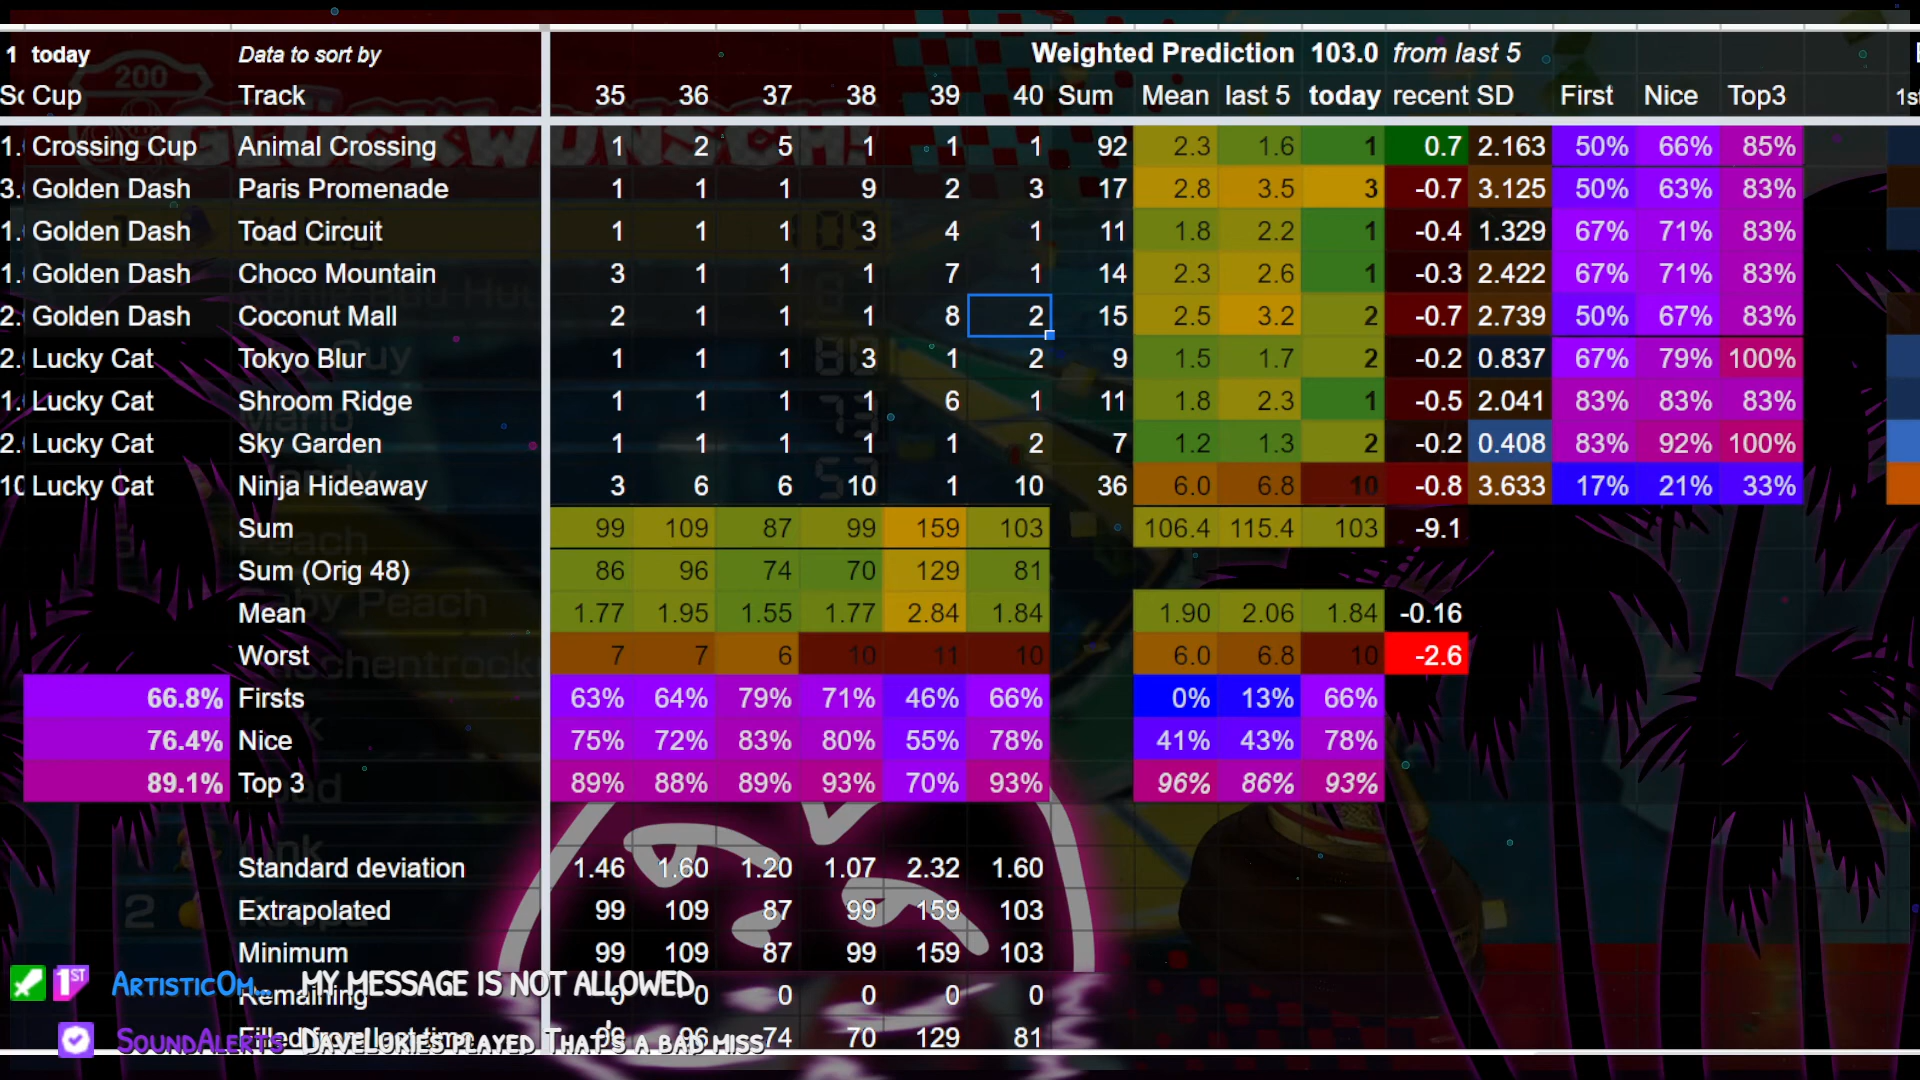 Weighted Prediction 103.0 from last 5
1 today Data to sort by
Cup Track 35 36 37 38 39 40 Sum Mean last 5 today recent SD First Nice Top3 1st
1. Crossing Cup Animal Crossing 1 2 5 1 1 1 92 2.3 1.6 1 0.7 2.163 50% 66% 85%
3. Golden Dash Paris Promenade 1 1 1 9 2 3 17 2.8 3.5 3 -0.7 3.125 50% 63% 83%
1. Golden Dash Toad Circuit 1 1 1 3 4 1 11 1.8 2.2 1 -0.4 1.329 67% 71% 83%
1. Golden Dash Choco Mountain 3 1 1 1 7 1 14 2.3 2.6 1 -0.3 2.422 67% 71% 83%
2. Golden Dash Coconut Mall 2 1 1 1 8 2 15 2.5 3.2 2 -0.7 2.739 50% 67% 83%
2. Lucky Cat Tokyo Blur 1 1 1 3 1 2 9 1.5 1.7 2 -0.2 0.837 67% 79% 100%
1. Lucky Cat Shroom Ridge 1 1 1 1 6 1 11 1.8 2.3 1 -0.5 2.041 83% 83% 83%
2. Lucky Cat Sky Garden 1 1 1 1 1 2 7 1.2 1.3 2 -0.2 0.408 83% 92% 100%
10 Lucky Cat Ninja Hideaway 3 6 6 10 1 10 36 6.0 6.8 10 -0.8 3.633 17% 21% 33%
Sum 99 109 87 99 159 103 106.4 115.4 103 -9.1
Sum (Orig 48) 86 96 74 70 129 81
Mean 1.77 1.95 1.55 1.77 2.84 1.84 1.90 2.06 1.84 -0.16
Worst 7 7 6 10 11 10 6.0 6.8 10 -2.6
66.8% Firsts 63% 64% 79% 71% 46% 66% 0% 13% 66%
76.4% Nice 75% 72% 83% 80% 55% 78% 41% 43% 78%
89.1% Top 3 89% 88% 89% 93% 70% 93% 96% 86% 93%
Standard deviation 1.46 1.60 1.20 1.07 2.32 1.60
Extrapolated 99 109 87 99 159 103
Minimum 99 109 87 99 159 103
Remaining 0 0 0 0 0 0
Filled from last time 96 74 70 129 81
1ST ArtisticOm... MY MESSAGE IS NOT ALLOWED
SoundAlerts: DaveLoriest played That's a bad miss